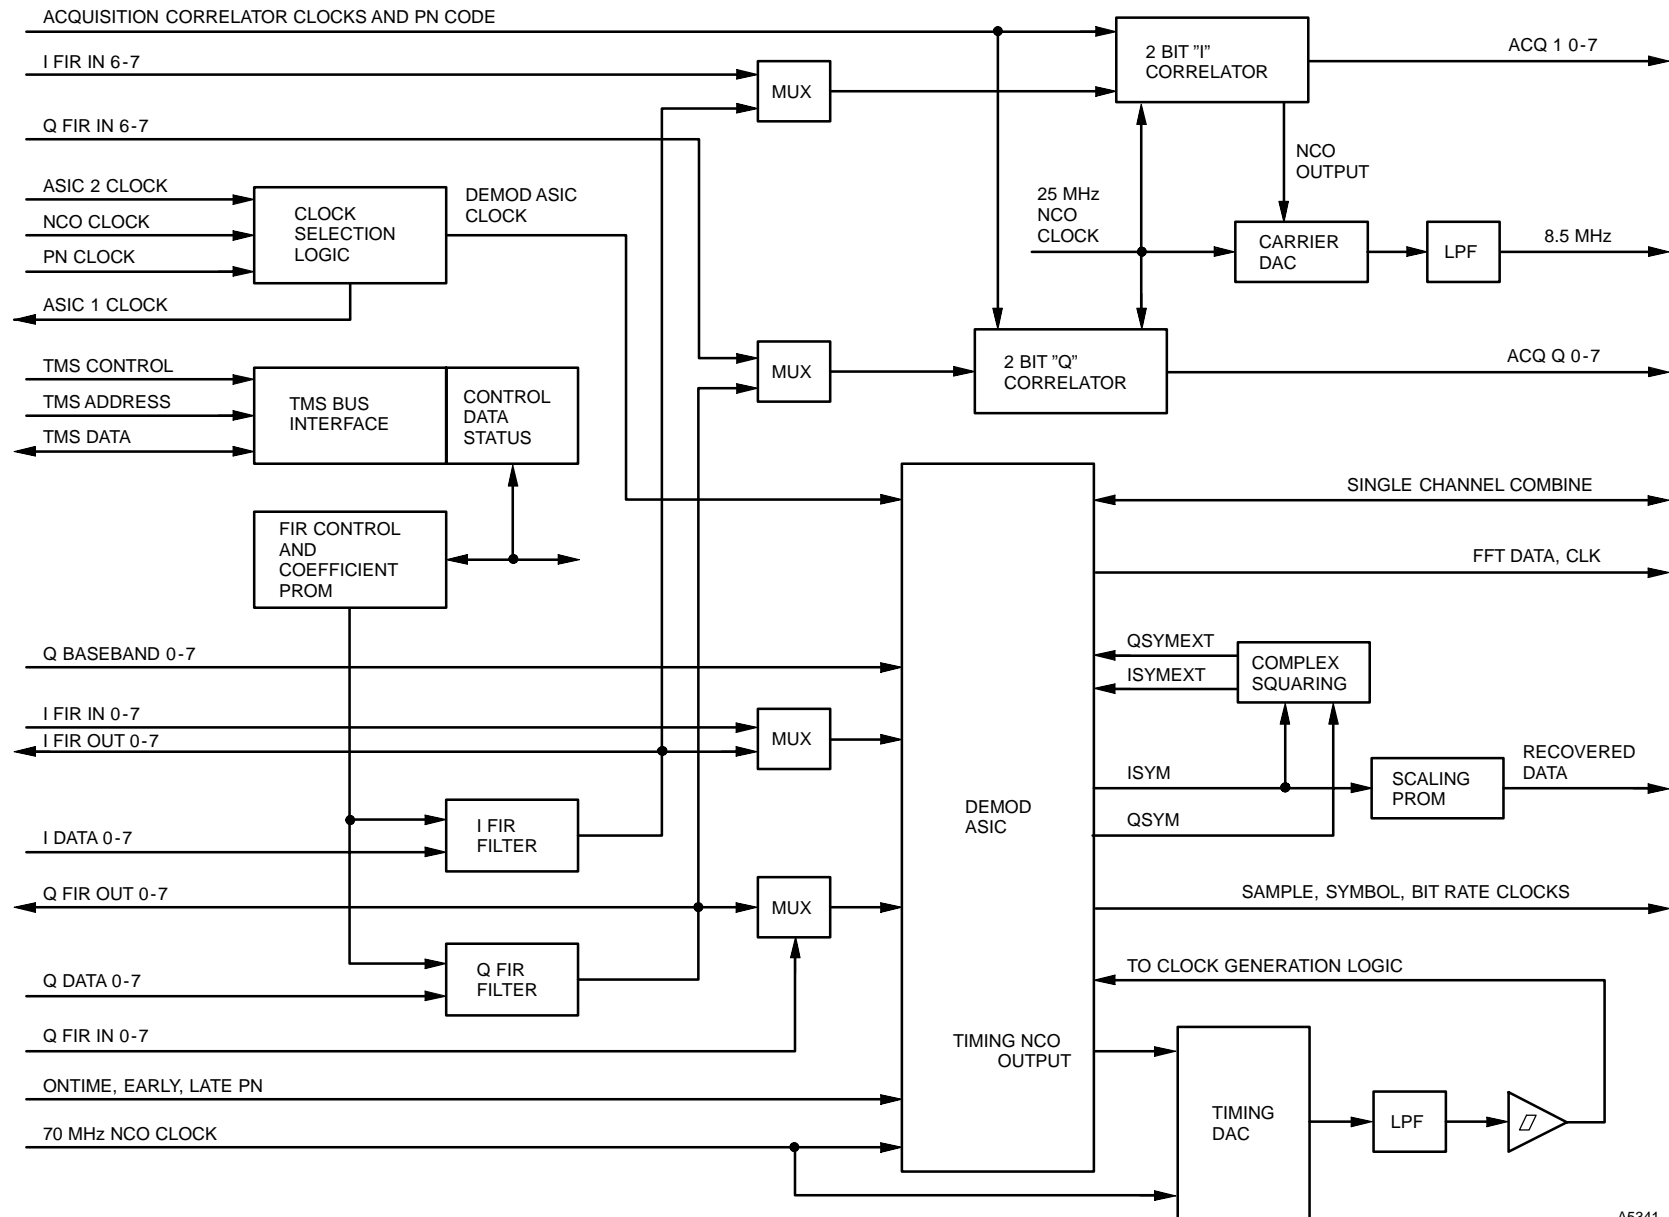 ACQUISITION CORRELATOR CLOCKS AND PN CODE
I FIR IN 6-7
Q FIR IN 6-7
MUX
2 BIT ”I”
CORRELATOR
ACQ 1 0-7
NCO
OUTPUT
ASIC 2 CLOCK
NCO CLOCK
PN CLOCK
ASIC 1 CLOCK
CLOCK
SELECTION
LOGIC
DEMOD ASIC
CLOCK
25 MHz
NCO
CLOCK
CARRIER
DAC
LPF
8.5 MHz
TMS CONTROL
TMS ADDRESS
TMS DATA
TMS BUS
INTERFACE
CONTROL
DATA
STATUS
MUX
2 BIT ”Q”
CORRELATOR
ACQ Q 0-7
FIR CONTROL
AND
COEFFICIENT
PROM
SINGLE CHANNEL COMBINE
FFT DATA, CLK
Q BASEBAND 0-7
I FIR IN 0-7
I FIR OUT 0-7
MUX
QSYMEXT
ISYMEXT
COMPLEX
SQUARING
ISYM
QSYM
SCALING
PROM
RECOVERED
DATA
DEMOD
ASIC
I DATA 0-7
I FIR
FILTER
Q FIR OUT 0-7
MUX
SAMPLE, SYMBOL, BIT RATE CLOCKS
Q DATA 0-7
Q FIR
FILTER
TO CLOCK GENERATION LOGIC
Q FIR IN 0-7
TIMING NCO
OUTPUT
ONTIME, EARLY, LATE PN
70 MHz NCO CLOCK
TIMING
DAC
LPF
A5341